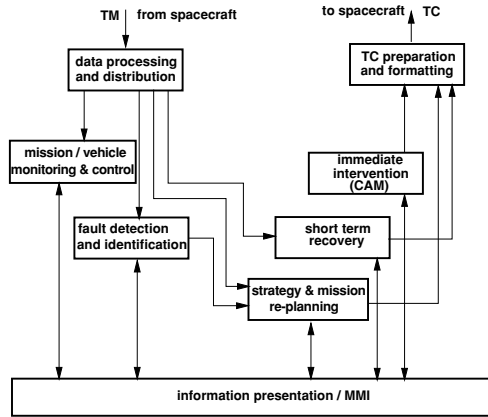 TM from spacecraft
to spacecraft TC
data processing
and distribution
TC preparation
and formatting
mission / vehicle
monitoring & control
immediate
intervention
(CAM)
fault detection
and identification
short term
recovery
strategy & mission
re-planning
information presentation / MMI